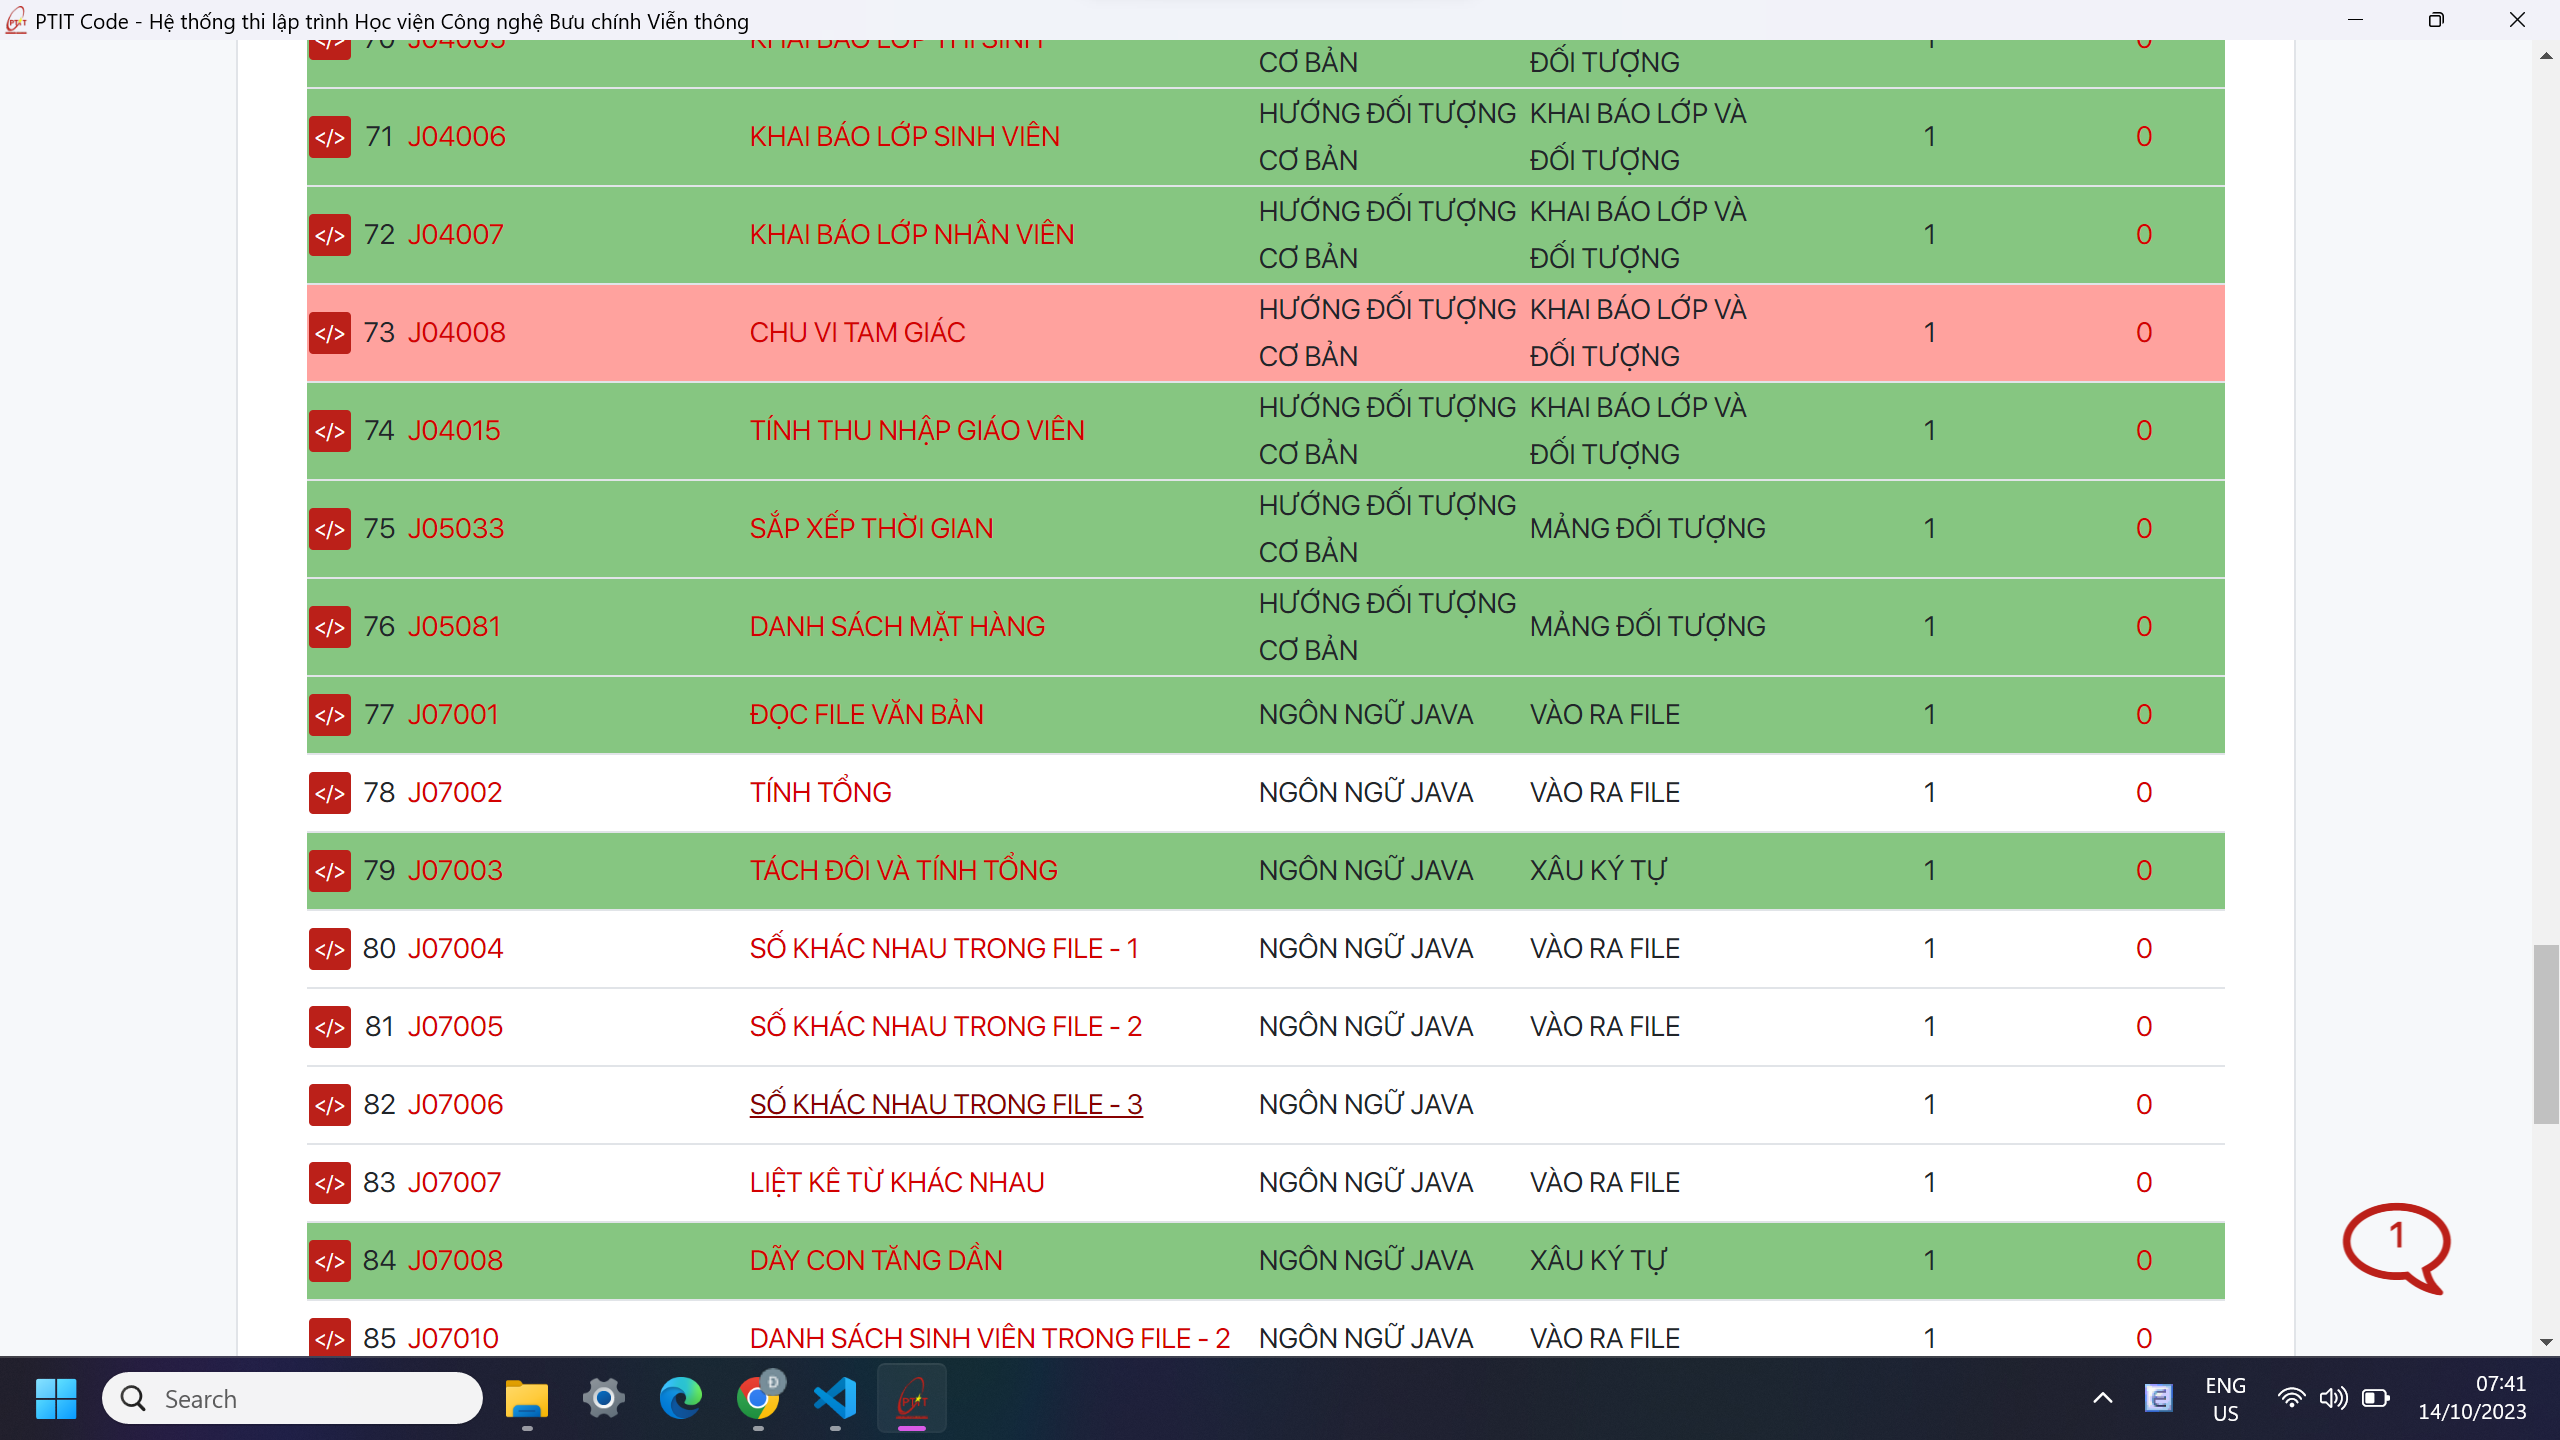 PTIT Code - Hệ thống thi lập trình Học viện Công nghệ Bưu chính Viễn thông
70 J04005 KHAI BÁO LỚP THÍ SINH CƠ BẢN ĐỐI TƯỢNG 1 0
</> 71 J04006 KHAI BÁO LỚP SINH VIÊN HƯỚNG ĐỐI TƯỢNG CƠ BẢN KHAI BÁO LỚP VÀ ĐỐI TƯỢNG 1 0
</> 72 J04007 KHAI BÁO LỚP NHÂN VIÊN HƯỚNG ĐỐI TƯỢNG CƠ BẢN KHAI BÁO LỚP VÀ ĐỐI TƯỢNG 1 0
</> 73 J04008 CHU VI TAM GIÁC HƯỚNG ĐỐI TƯỢNG CƠ BẢN KHAI BÁO LỚP VÀ ĐỐI TƯỢNG 1 0
</> 74 J04015 TÍNH THU NHẬP GIÁO VIÊN HƯỚNG ĐỐI TƯỢNG CƠ BẢN KHAI BÁO LỚP VÀ ĐỐI TƯỢNG 1 0
</> 75 J05033 SẮP XẾP THỜI GIAN HƯỚNG ĐỐI TƯỢNG CƠ BẢN MẢNG ĐỐI TƯỢNG 1 0
</> 76 J05081 DANH SÁCH MẶT HÀNG HƯỚNG ĐỐI TƯỢNG CƠ BẢN MẢNG ĐỐI TƯỢNG 1 0
</> 77 J07001 ĐỌC FILE VĂN BẢN NGÔN NGỮ JAVA VÀO RA FILE 1 0
</> 78 J07002 TÍNH TỔNG NGÔN NGỮ JAVA VÀO RA FILE 1 0
</> 79 J07003 TÁCH ĐÔI VÀ TÍNH TỔNG NGÔN NGỮ JAVA XÂU KÝ TỰ 1 0
</> 80 J07004 SỐ KHÁC NHAU TRONG FILE - 1 NGÔN NGỮ JAVA VÀO RA FILE 1 0
</> 81 J07005 SỐ KHÁC NHAU TRONG FILE - 2 NGÔN NGỮ JAVA VÀO RA FILE 1 0
</> 82 J07006 SỐ KHÁC NHAU TRONG FILE - 3 NGÔN NGỮ JAVA 1 0
</> 83 J07007 LIỆT KÊ TỪ KHÁC NHAU NGÔN NGỮ JAVA VÀO RA FILE 1 0
</> 84 J07008 DÃY CON TĂNG DẦN NGÔN NGỮ JAVA XÂU KÝ TỰ 1 0
</> 85 J07010 DANH SÁCH SINH VIÊN TRONG FILE - 2 NGÔN NGỮ JAVA VÀO RA FILE 1 0
1
Search
Đ
PTIT
E
ENG
US
07:41
14/10/2023